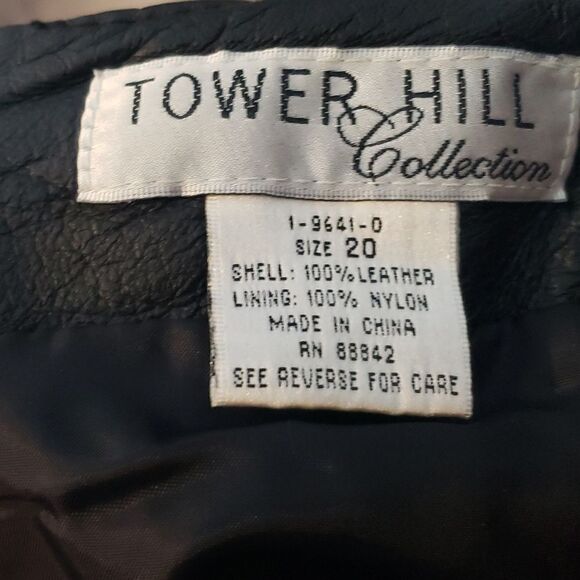 TOWER HILL
Collection
1-9641-0
SIZE 20
SHELL: 100% LEATHER
LINING: 100% NYLON
MADE IN CHINA
RN 88842
SEE REVERSE FOR CARE